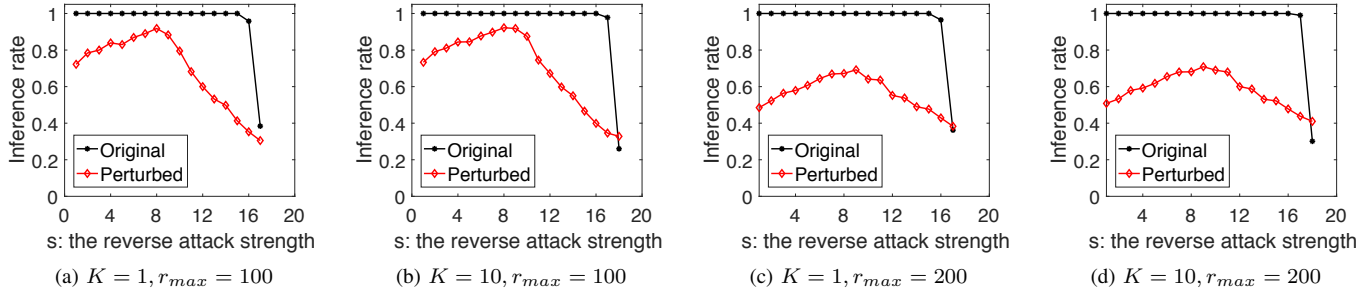 Inference rate
1
0.8
0.6
0.4
0.2
0
Original
Perturbed
0 4 8 12 16 20
s: the reverse attack strength
(a) K = 1, r_max = 100
Inference rate
1
0.8
0.6
0.4
0.2
0
Original
Perturbed
0 4 8 12 16 20
s: the reverse attack strength
(b) K = 10, r_max = 100
Inference rate
1
0.8
0.6
0.4
0.2
0
Original
Perturbed
4 8 12 16 20
s: the reverse attack strength
(c) K = 1, r_max = 200
Inference rate
1
0.8
0.6
0.4
0.2
0
Original
Perturbed
4 8 12 16 20
s: the reverse attack strength
(d) K = 10, r_max = 200